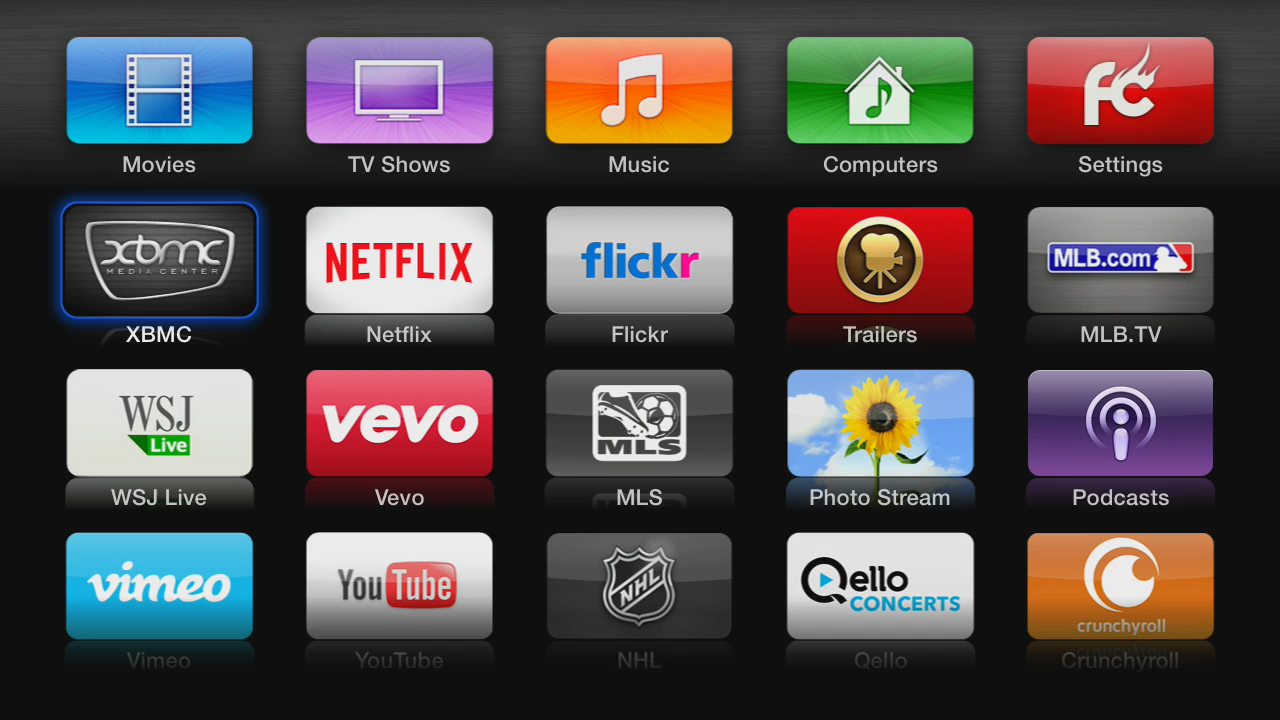 FC
Movies
TV Shows
Music
Computers
Settings
xbmc
MEDIA CENTER
NETFLIX
flickr
MLB.com
XBMC
Netflix
Flickr
Trailers
MLB.TV
WSJ
Live
vevo
MLS
WSJ Live
Vevo
MLS
Photo Stream
Podcasts
vimeo
YouTube
NHL
Qello
CONCERTS
crunchyroll
Vimeo
YouTube
NHL
Qello
Crunchyroll